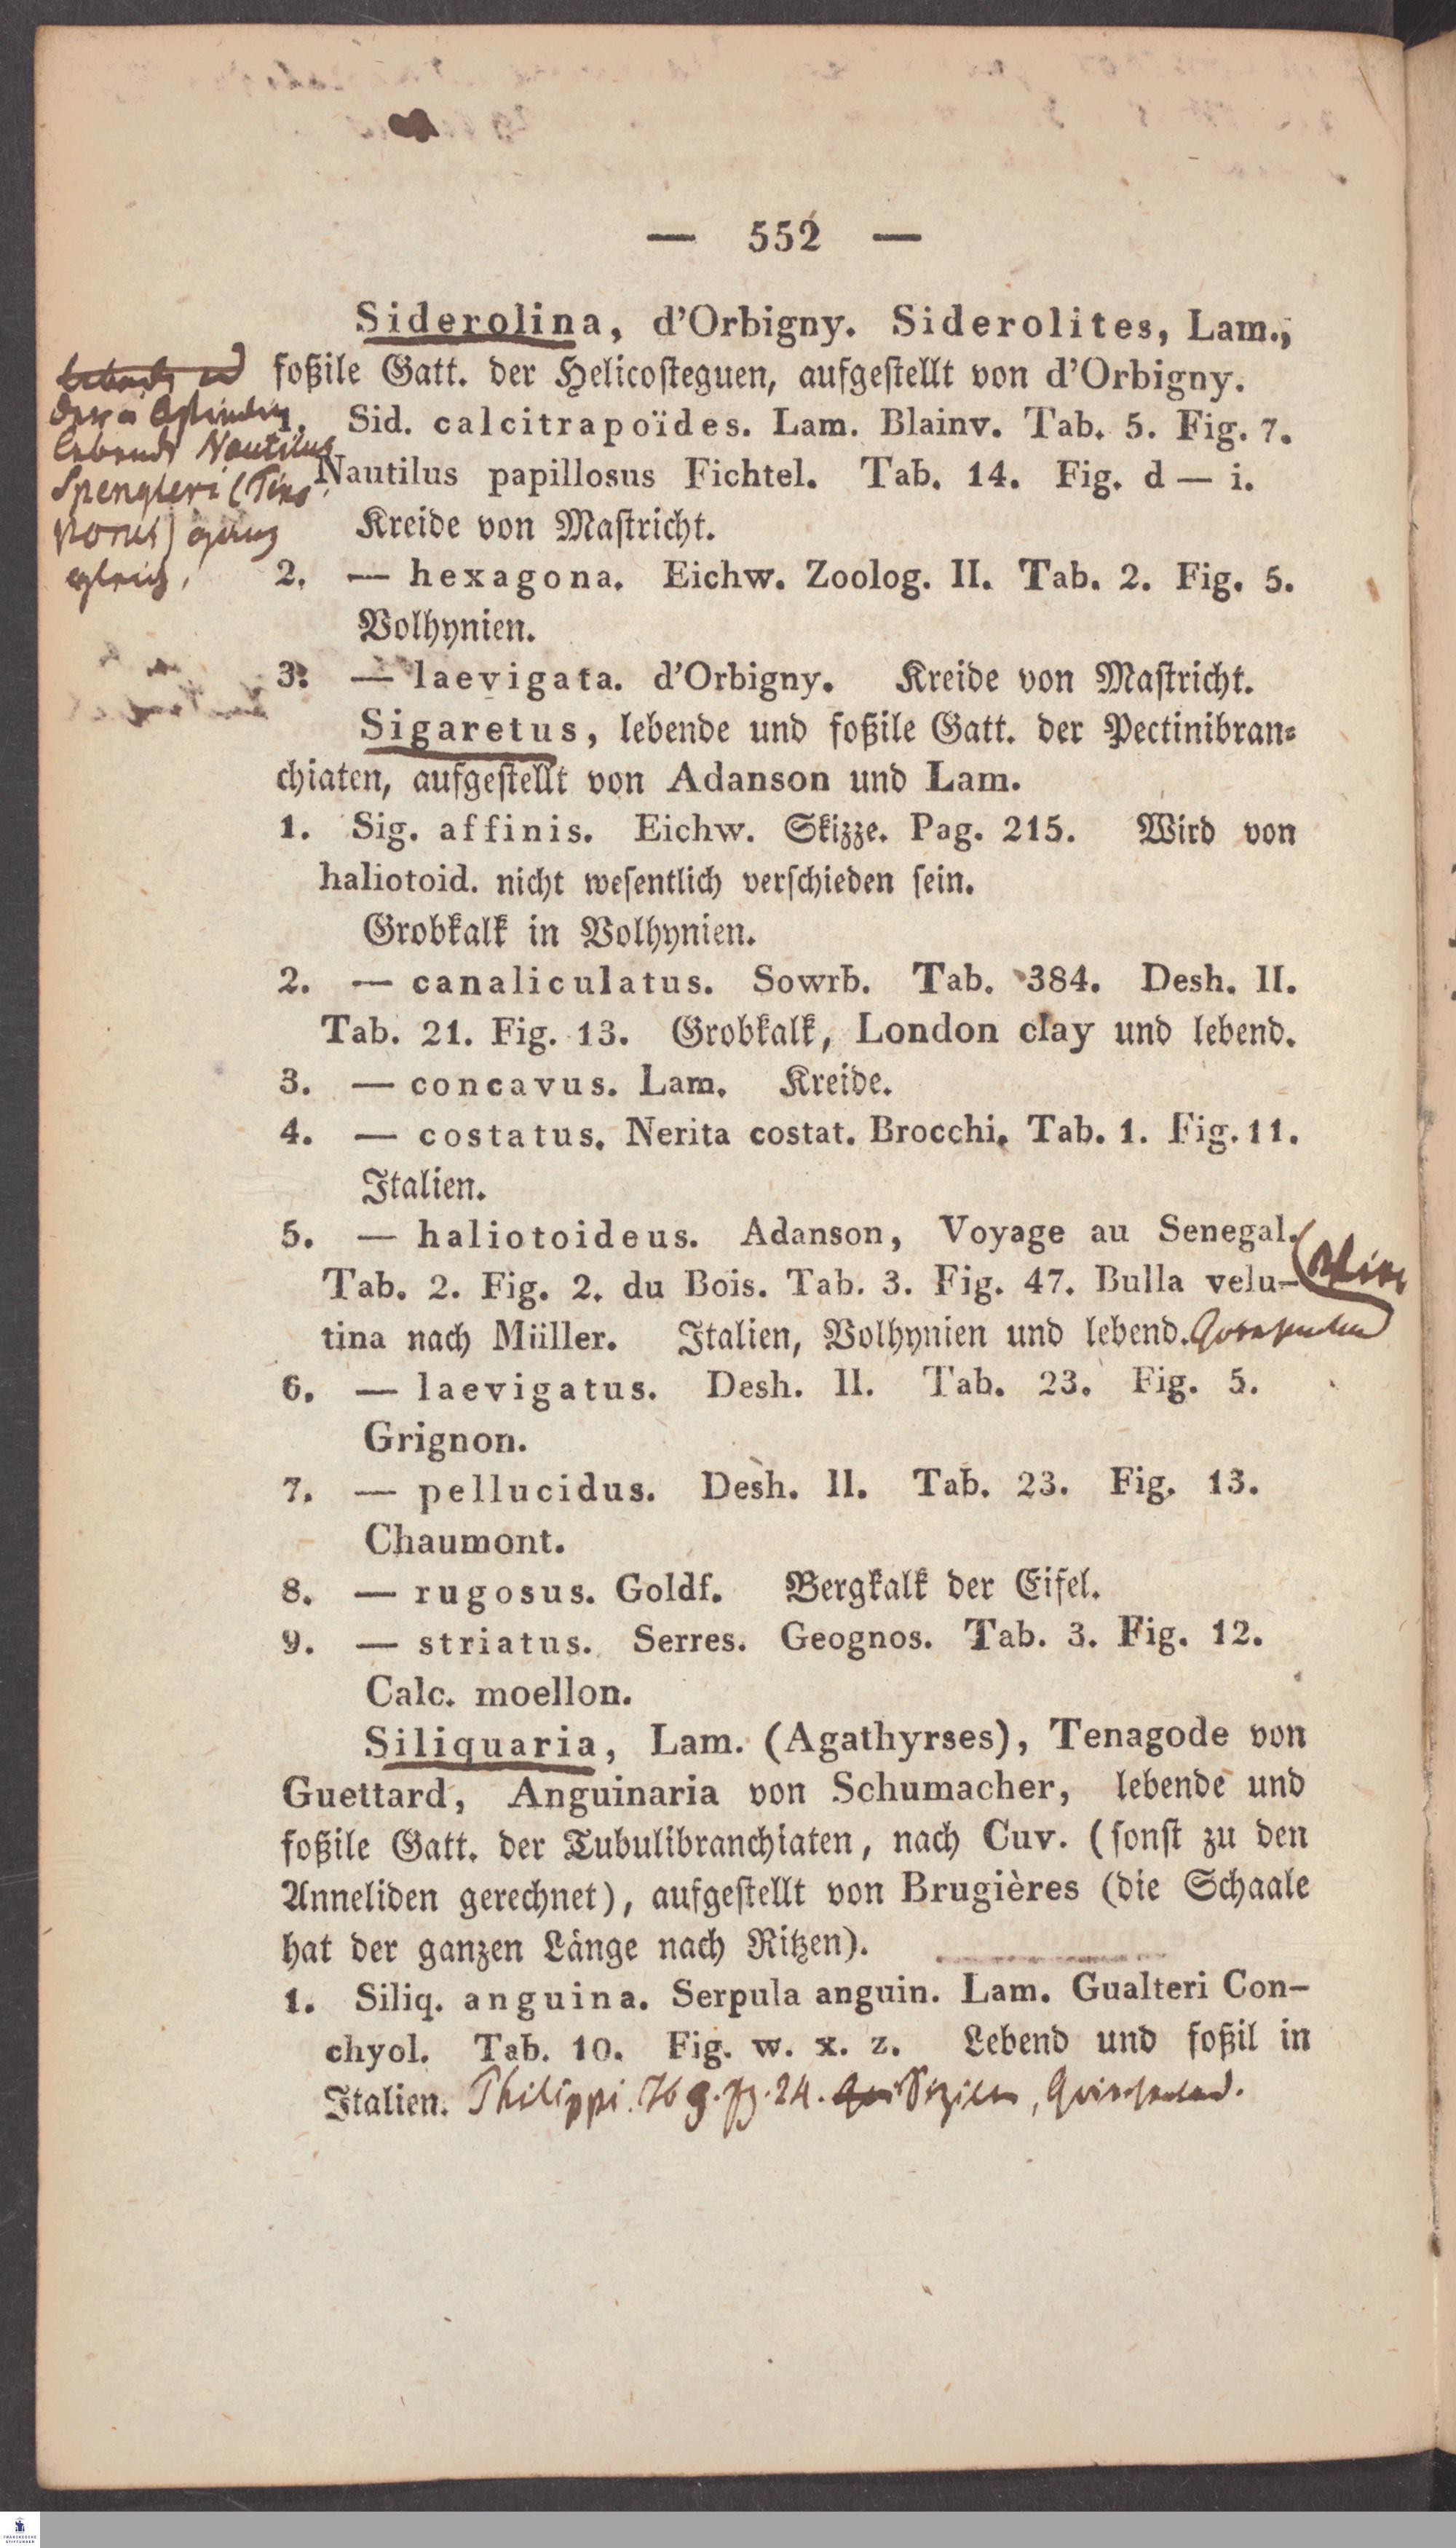 — 552 —
Siderolina, d'Orbigny. Siderolites, Lam.,
foßile Gatt. der Helicosteguen, aufgestellt von d'Orbigny.
1. Sid. calcitrapoïdes. Lam. Blainv. Tab. 5. Fig. 7.
Nautilus papillosus Fichtel. Tab. 14. Fig. d — i.
Kreide von Mastricht.
2. — hexagona. Eichw. Zoolog. II. Tab. 2. Fig. 5.
Volhynien.
3. — laevigata. d'Orbigny. Kreide von Mastricht.
lebende Nautilus
Spengleri (
ganz
gleich.
Sigaretus, lebende und foßile Gatt. der Pectinibran-
chiaten, aufgestellt von Adanson und Lam.
1. Sig. affinis. Eichw. Skizze. Pag. 215. Wird von
haliotoid. nicht wesentlich verschieden sein.
Grobkalk in Volhynien.
2. — canaliculatus. Sowrb. Tab. 384. Desh. II.
Tab. 21. Fig. 13. Grobkalk, London clay und lebend.
3. — concavus. Lam. Kreide.
4. — costatus. Nerita costat. Brocchi. Tab. 1. Fig. 11.
Italien.
5. — haliotoideus. Adanson, Voyage au Senegal.
Tab. 2. Fig. 2. du Bois. Tab. 3. Fig. 47. Bulla velu-
tina nach Müller. Italien, Volhynien und lebend.
6. — laevigatus. Desh. II. Tab. 23. Fig. 5.
Grignon.
7. — pellucidus. Desh. II. Tab. 23. Fig. 13.
Chaumont.
8. — rugosus. Goldf. Bergkalk der Eifel.
9. — striatus. Serres. Geognos. Tab. 3. Fig. 12.
Calc. moellon.
Siliquaria, Lam. (Agathyrses), Tenagode von
Guettard, Anguinaria von Schumacher, lebende und
foßile Gatt. der Tubulibranchiaten, nach Cuv. (sonst zu den
Anneliden gerechnet), aufgestellt von Brugières (die Schaale
hat der ganzen Länge nach Ritzen).
1. Siliq. anguina. Serpula anguin. Lam. Gualteri Con-
chyol. Tab. 10. Fig. w. x. z. Lebend und foßil in
Italien. Philippi. 24. Sizilien,
FRANCKESCHE
STIFTUNGEN